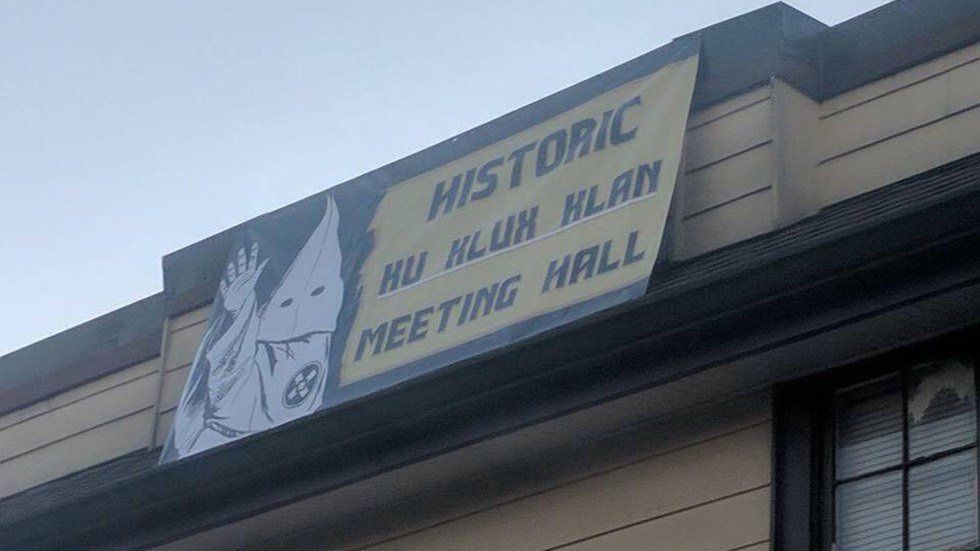 HISTORIC
KU KLUX KLAN
MEETING HALL